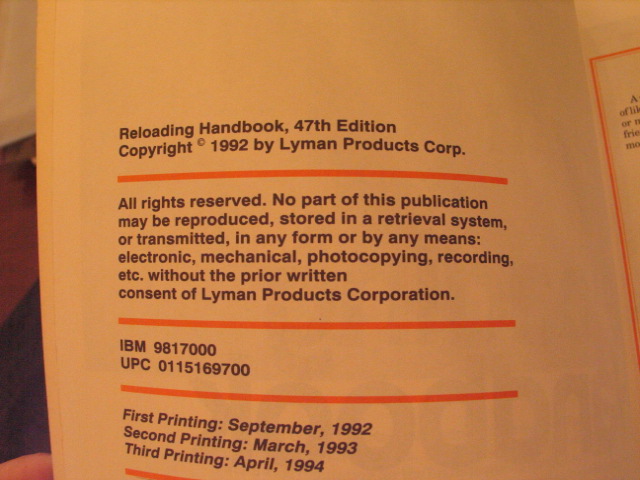 Reloading Handbook, 47th Edition
Copyright © 1992 by Lyman Products Corp.
All rights reserved. No part of this publication
may be reproduced, stored in a retrieval system,
or transmitted, in any form or by any means:
electronic, mechanical, photocopying, recording,
etc. without the prior written
consent of Lyman Products Corporation.
IBM 9817000
UPC 0115169700
First Printing: September, 1992
Second Printing: March, 1993
Third Printing: April, 1994
of
or